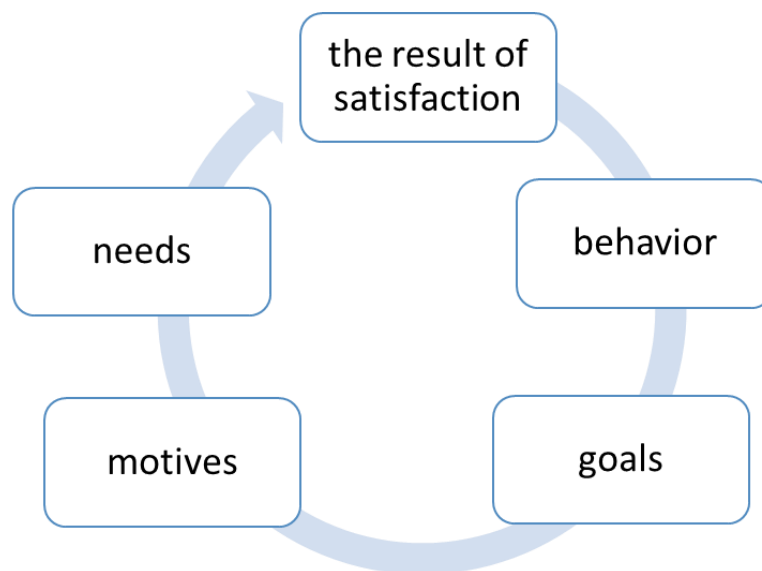 the result of
satisfaction
behavior
goals
motives
needs